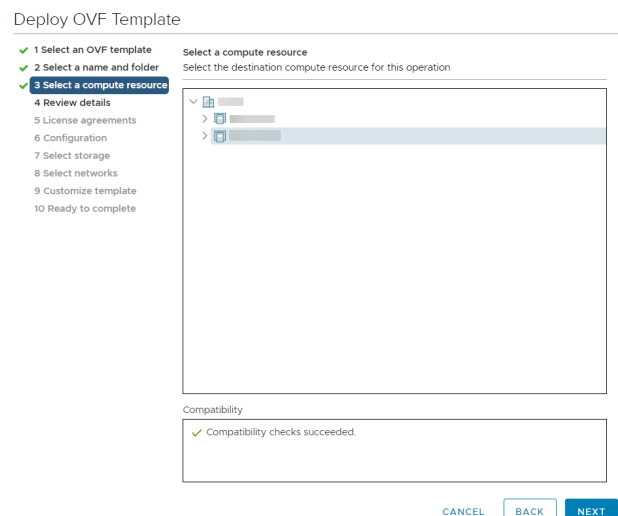 Deploy OVF Template
1 Select an OVF template
2 Select a name and folder
3 Select a compute resource
4 Review details
5 License agreements
6 Configuration
7 Select storage
8 Select networks
9 Customize template
10 Ready to complete
Select a compute resource
Select the destination compute resource for this operation
Compatibility
Compatibility checks succeeded.
CANCEL
BACK
NEXT